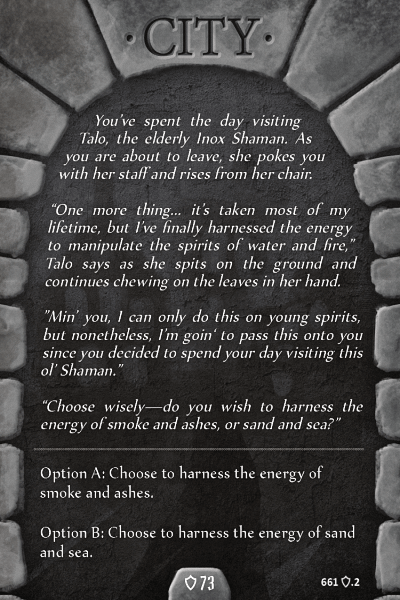 · CITY ·
You've spent the day visiting
Talo, the elderly Inox Shaman. As
you are about to leave, she pokes you
with her staff and rises from her chair.
“One more thing... it's taken most of my
lifetime, but I've finally harnessed the energy
to manipulate the spirits of water and fire,”
Talo says as she spits on the ground and
continues chewing on the leaves in her hand.
”Min’ you, I can only do this on young spirits,
but nonetheless, I'm goin‘ to pass this onto you
since you decided to spend your day visiting this
ol’ Shaman.”
“Choose wisely—do you wish to harness the
energy of smoke and ashes, or sand and sea?”
Option A: Choose to harness the energy of
smoke and ashes.
Option B: Choose to harness the energy of sand
and sea.
73
661 .2